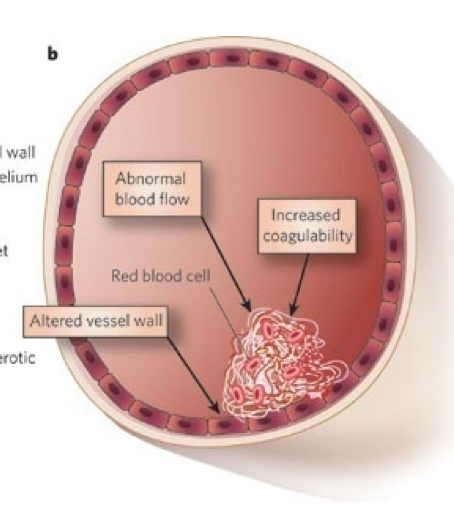 b
l wall
elium
Abnormal
blood flow
Increased
coagulability
et
Red blood cell
Altered vessel wall
erotic